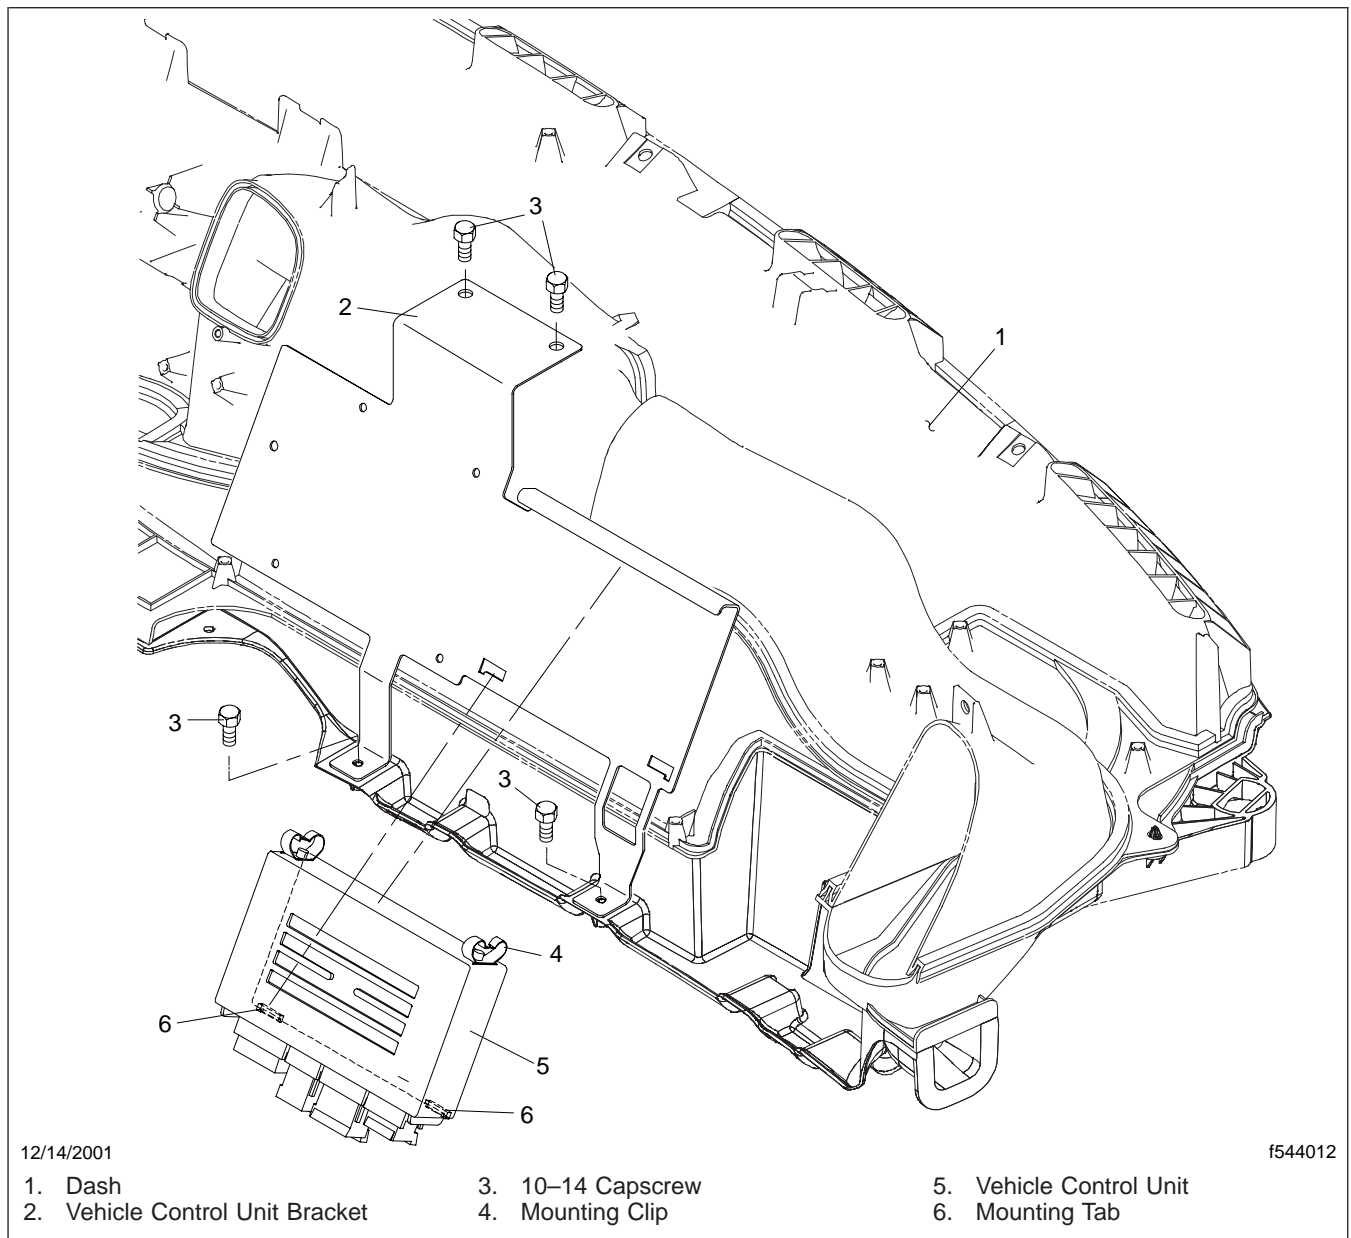 3
2
1
3
3
4
6
5
6
12/14/2001
f544012
1. Dash
2. Vehicle Control Unit Bracket
3. 10–14 Capscrew
4. Mounting Clip
5. Vehicle Control Unit
6. Mounting Tab